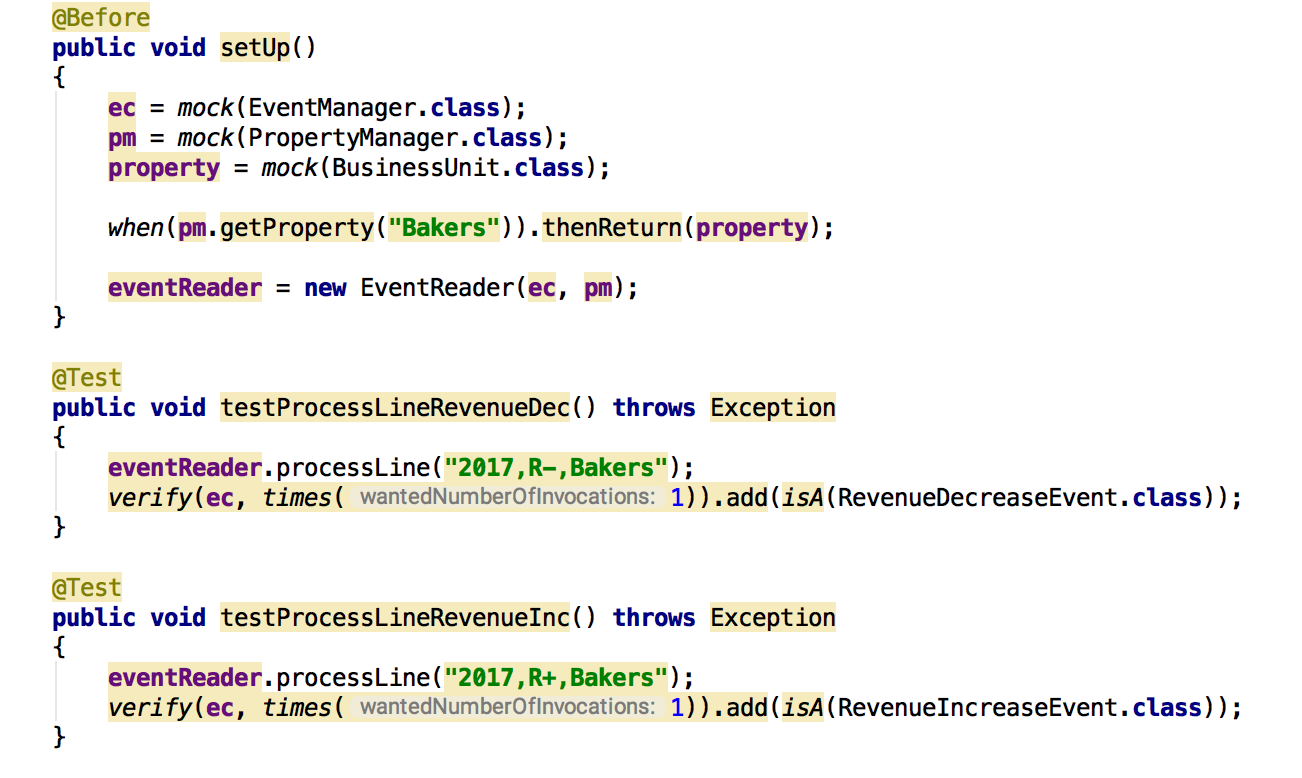 @Before
public void setUp()
{
    ec = mock(EventManager.class);
    pm = mock(PropertyManager.class);
    property = mock(BusinessUnit.class);
    when(pm.getProperty("Bakers")).thenReturn(property);
    eventReader = new EventReader(ec, pm);
}
@Test
public void testProcessLineRevenueDec() throws Exception
{
    eventReader.processLine("2017,R-,Bakers");
    verify(ec, times( wantedNumberOfInvocations: 1)).add(isA(RevenueDecreaseEvent.class));
}
@Test
public void testProcessLineRevenueInc() throws Exception
{
    eventReader.processLine("2017,R+,Bakers");
    verify(ec, times( wantedNumberOfInvocations: 1)).add(isA(RevenueIncreaseEvent.class));
}